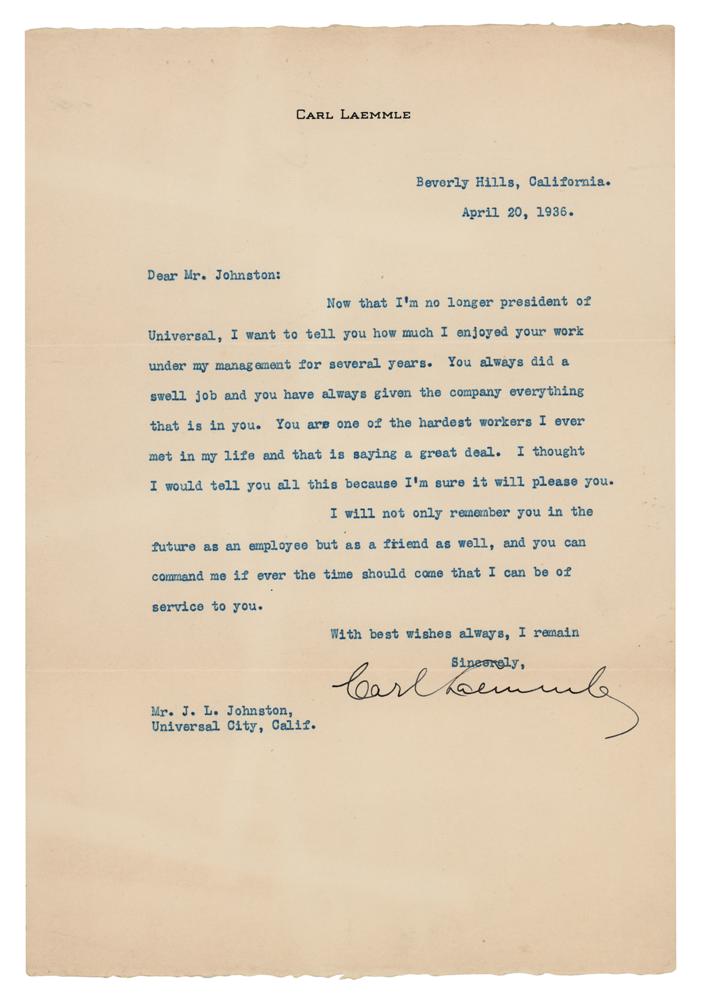 CARL LAEMMLE
Beverly Hills, California.
April 20, 1936.
Dear Mr. Johnston:
Now that I'm no longer president of
Universal, I want to tell you how much I enjoyed your work
under my management for several years.  You always did a
swell job and you have always given the company everything
that is in you.  You are one of the hardest workers I ever
met in my life and that is saying a great deal.  I thought
I would tell you all this because I'm sure it will please you.
I will not only remember you in the
future as an employee but as a friend as well, and you can
command me if ever the time should come that I can be of
service to you.
With best wishes always, I remain
Sincerely,
Carl Laemmle
Mr. J. L. Johnston,
Universal City, Calif.